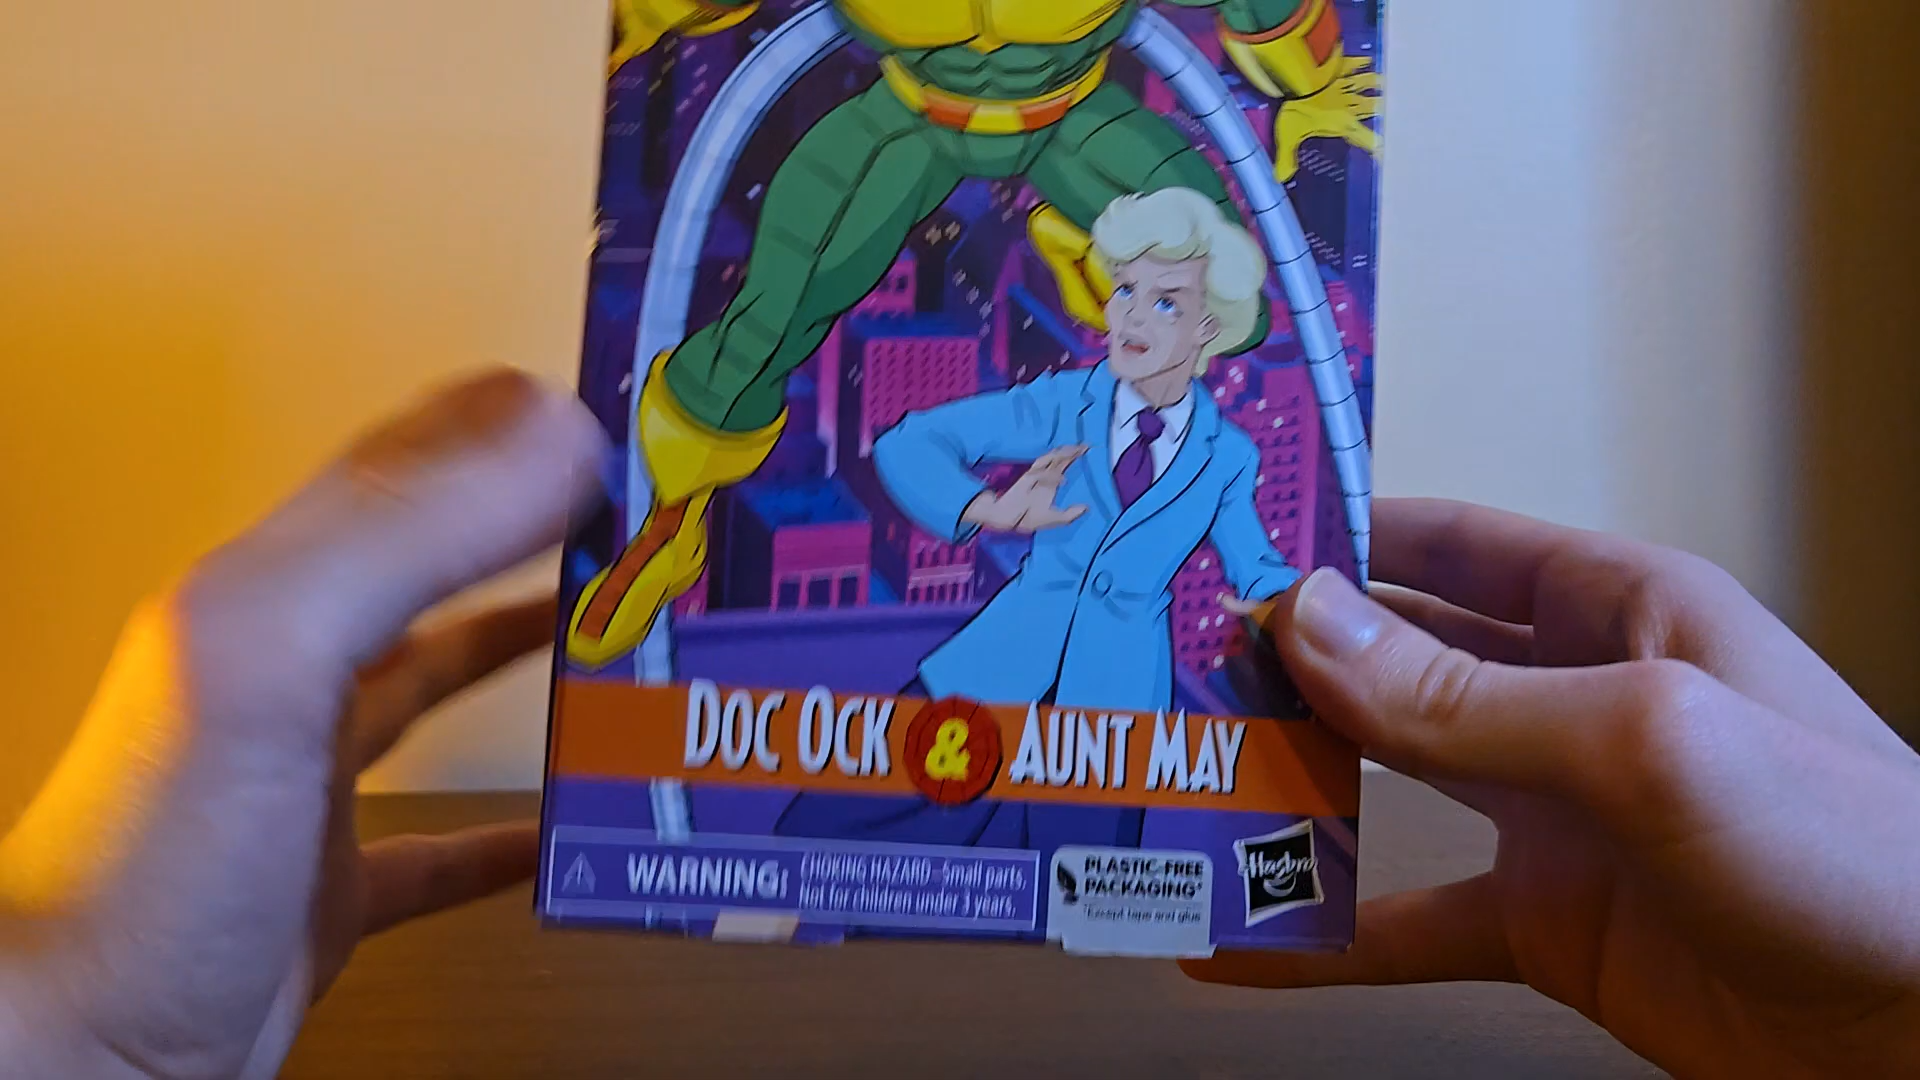 DOC OCK & AUNT MAY
WARNING: CHOKING HAZARD–Small parts.
Not for children under 3 years.
PLASTIC-FREE
PACKAGING*
*Except tape and glue
Hasbro